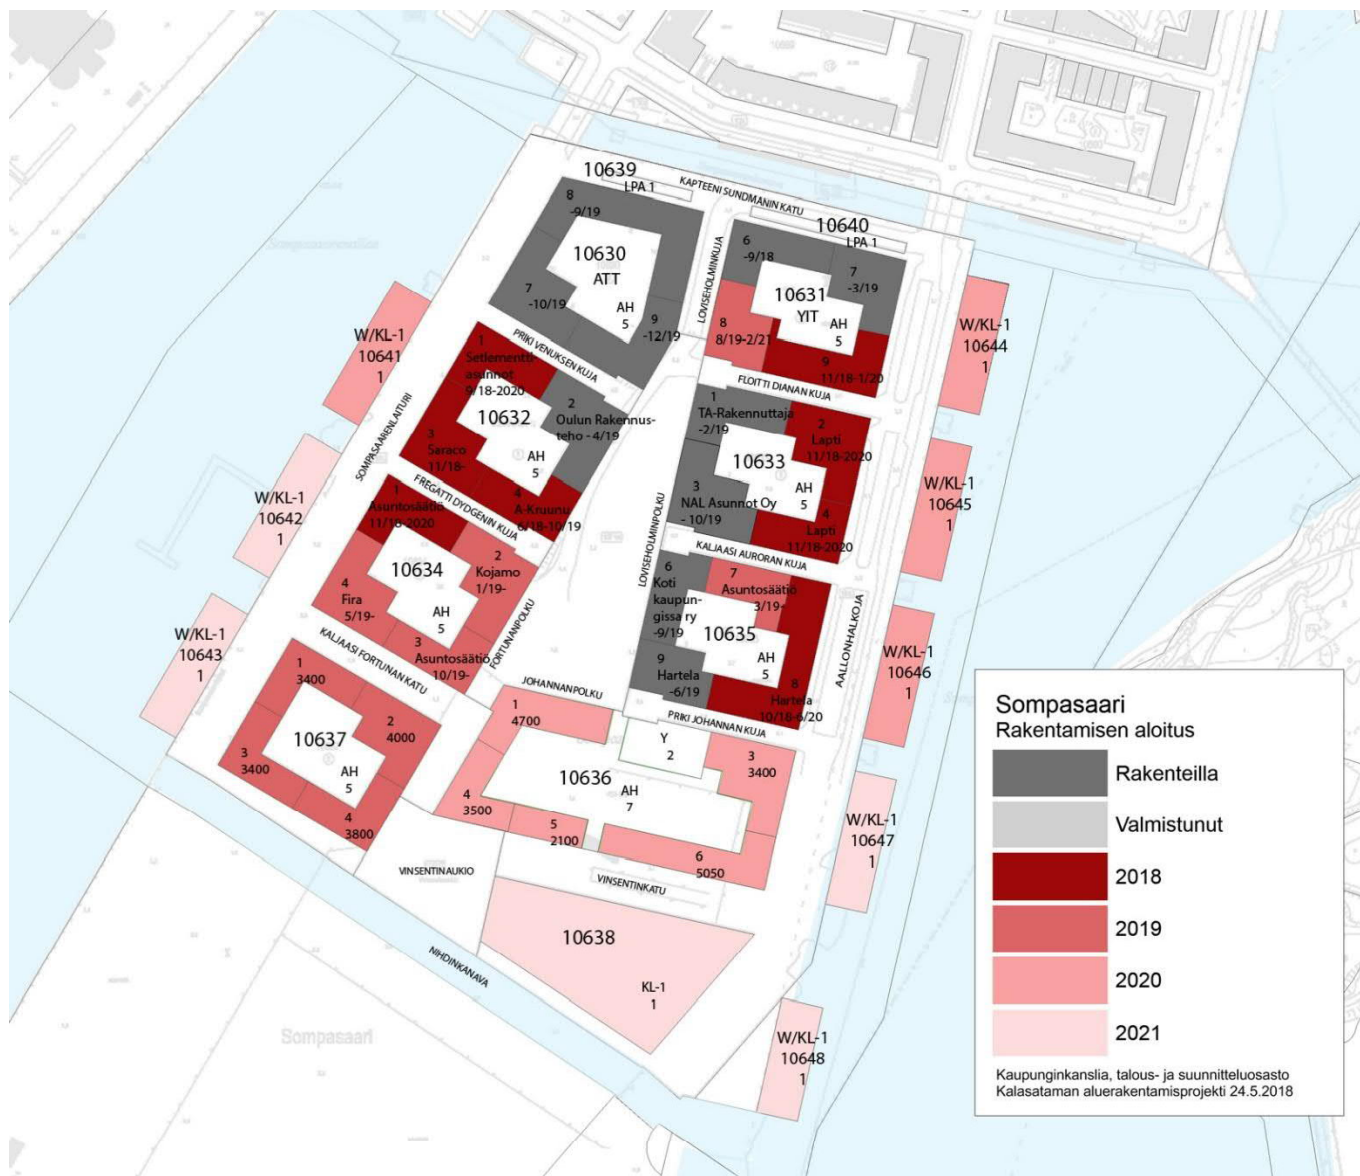 10639
LPA 1
KAPTEENI SUNDMANIN KATU
10640
LPA 1
8
-9/19
10630
ATT
7
-10/19
AH
5
9
-12/19
LOVISEHOLMINKUJA
6
-9/18
7
-3/19
10631
YIT
AH
5
8
8/19-2/21
9
11/18-1/20
W/KL-1
10641
1
W/KL-1
10644
1
PRIKI VENUKSEN KUJA
FLOITTI DIANAN KUJA
1
Setlementti-
asunnot
9/18-2020
2
Oulun Rakennus-
teho - 4/19
10632
AH
5
3
Saraco
11/18-
4
A-Kruunu
6/18-10/19
1
TA-Rakennuttaja
-2/19
2
Lapti
11/18-2020
10633
AH
5
3
NAL Asunnot Oy
- 10/19
4
Lapti
11/18-2020
SOMPASAARENLAITURI
W/KL-1
10642
1
W/KL-1
10645
1
FREGATTI DYDGENIN KUJA
KALJAASI AURORAN KUJA
LOVISEHOLMINPOLKU
1
Asuntosäätiö
11/18-2020
2
Kojamo
1/19-
10634
AH
5
4
Fira
5/19-
3
Asuntosäätiö
10/19-
FORTUNANPOLKU
6
Koti
kaupun-
gissa ry
-9/19
7
Asuntosäätiö
3/19-
10635
AH
5
9
Hartela
-6/19
8
Hartela
10/18-6/20
AALLONHALKOJA
W/KL-1
10643
1
W/KL-1
10646
1
KALJAASI FORTUNAN KATU
JOHANNANPOLKU
PRIKI JOHANNAN KUJA
1
3400
2
4000
10637
AH
5
3
3400
4
3800
1
4700
Y
2
3
3400
10636
AH
7
4
3500
5
2100
6
5050
W/KL-1
10647
1
VINSENTINAUKIO
VINSENTINKATU
NIHDINKANAVA
10638
KL-1
1
W/KL-1
10648
1
Sompasaari
Sompasaari
Rakentamisen aloitus
Rakenteilla
Valmistunut
2018
2019
2020
2021
Kaupunginkanslia, talous- ja suunnitteluosasto
Kalasataman aluerakentamisprojekti 24.5.2018